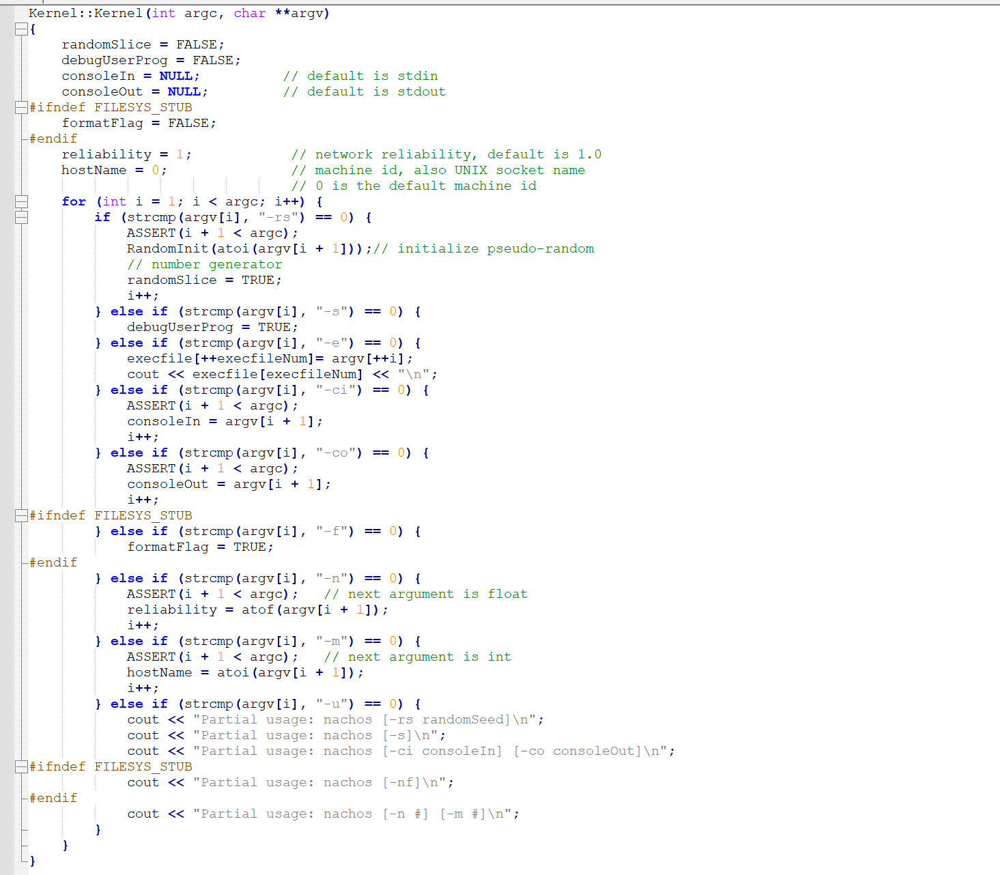 Kernel::Kernel(int argc, char **argv)
{
    randomSlice = FALSE;
    debugUserProg = FALSE;
    consoleIn = NULL;          // default is stdin
    consoleOut = NULL;         // default is stdout
#ifndef FILESYS_STUB
    formatFlag = FALSE;
#endif
    reliability = 1;            // network reliability, default is 1.0
    hostName = 0;               // machine id, also UNIX socket name
                                // 0 is the default machine id
    for (int i = 1; i < argc; i++) {
        if (strcmp(argv[i], "-rs") == 0) {
            ASSERT(i + 1 < argc);
            RandomInit(atoi(argv[i + 1]));// initialize pseudo-random
            // number generator
            randomSlice = TRUE;
            i++;
        } else if (strcmp(argv[i], "-s") == 0) {
            debugUserProg = TRUE;
        } else if (strcmp(argv[i], "-e") == 0) {
            execfile[++execfileNum]= argv[++i];
            cout << execfile[execfileNum] << "\n";
        } else if (strcmp(argv[i], "-ci") == 0) {
            ASSERT(i + 1 < argc);
            consoleIn = argv[i + 1];
            i++;
        } else if (strcmp(argv[i], "-co") == 0) {
            ASSERT(i + 1 < argc);
            consoleOut = argv[i + 1];
            i++;
#ifndef FILESYS_STUB
        } else if (strcmp(argv[i], "-f") == 0) {
            formatFlag = TRUE;
#endif
        } else if (strcmp(argv[i], "-n") == 0) {
            ASSERT(i + 1 < argc);   // next argument is float
            reliability = atof(argv[i + 1]);
            i++;
        } else if (strcmp(argv[i], "-m") == 0) {
            ASSERT(i + 1 < argc);   // next argument is int
            hostName = atoi(argv[i + 1]);
            i++;
        } else if (strcmp(argv[i], "-u") == 0) {
            cout << "Partial usage: nachos [-rs randomSeed]\n";
            cout << "Partial usage: nachos [-s]\n";
            cout << "Partial usage: nachos [-ci consoleIn] [-co consoleOut]\n";
#ifndef FILESYS_STUB
            cout << "Partial usage: nachos [-nf]\n";
#endif
            cout << "Partial usage: nachos [-n #] [-m #]\n";
        }
    }
}